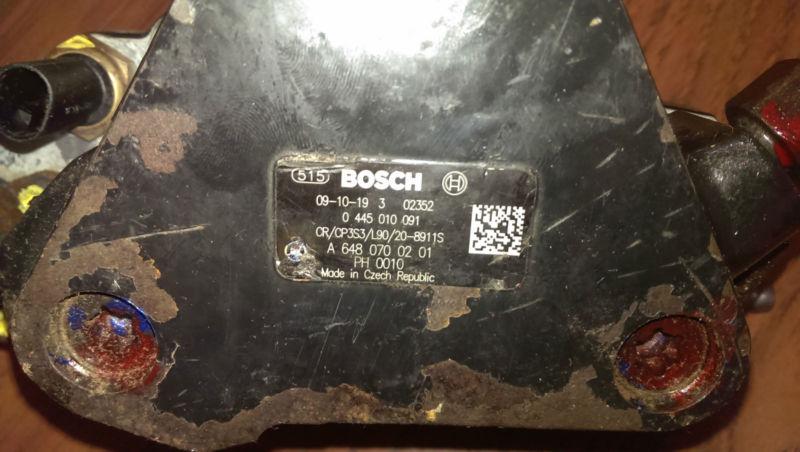 515 BOSCH
09-10-19 3 02352
0 445 010 091
CR/CP3S3/L90/20-8911S
A 648 070 02 01
PH 0010
Made in Czech Republic